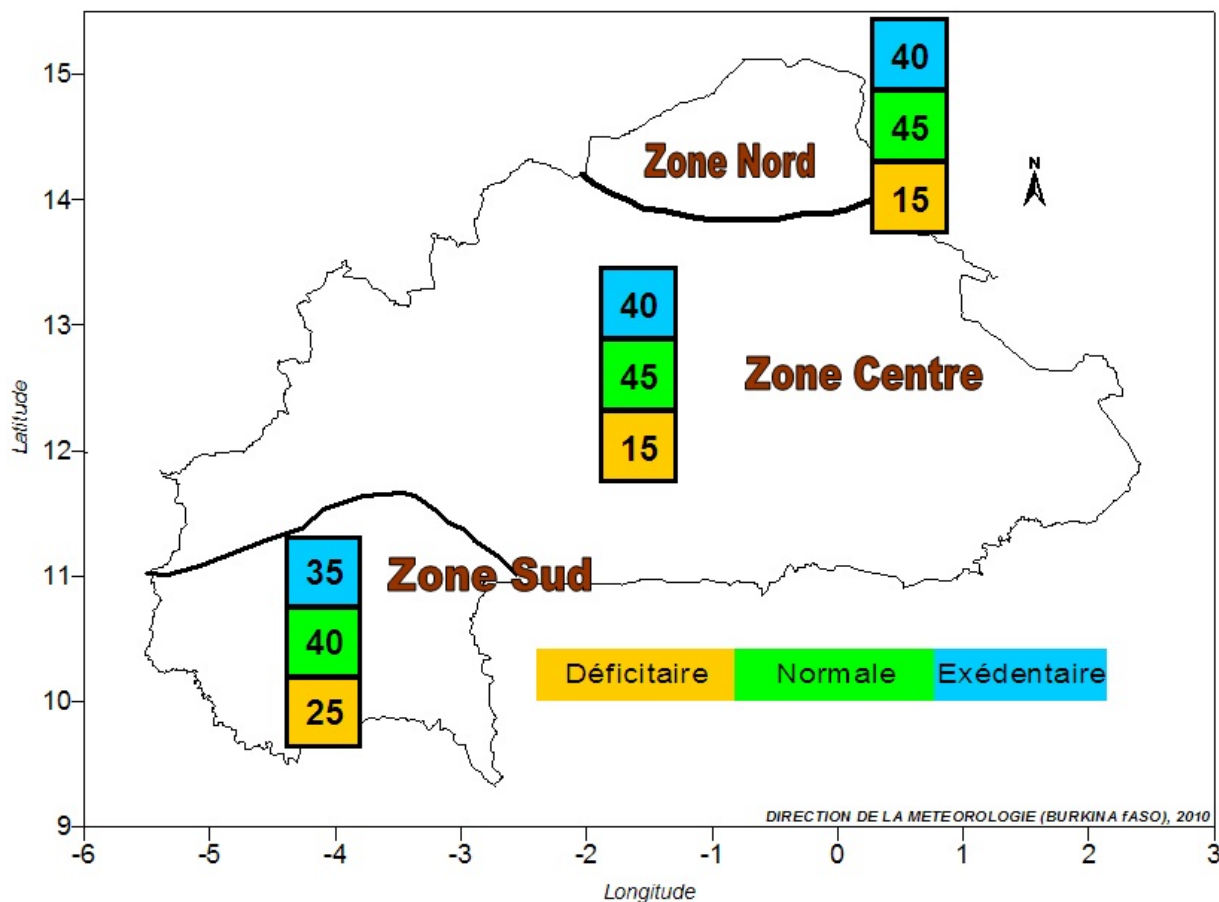 15
14
13
12
11
10
9
Latitude
40
45
15
Zone Nord
N
40
45
15
Zone Centre
35
40
25
Zone Sud
Déficitaire Normale Exédentaire
DIRECTION DE LA METEOROLOGIE (BURKINA fASO), 2010
-6 -5 -4 -3 -2 -1 0 1 2 3
Longitude